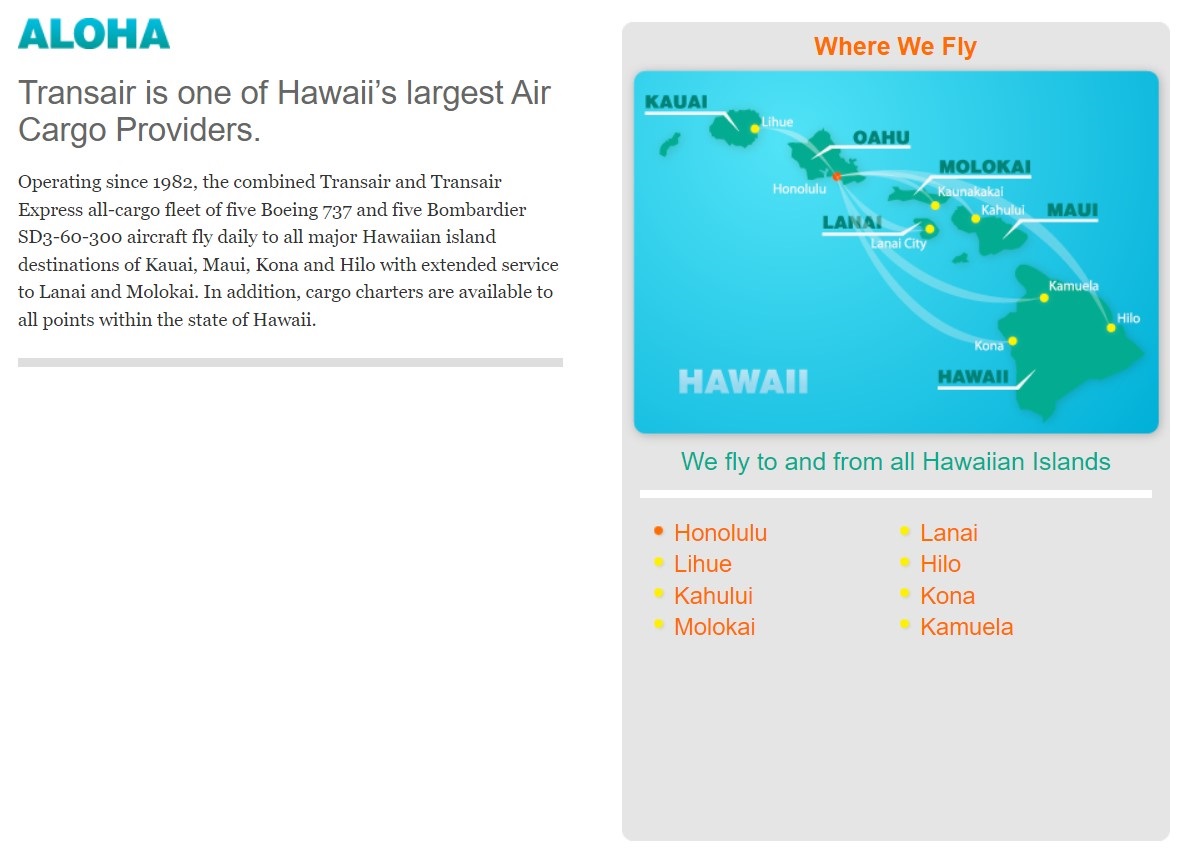 ALOHA
Transair is one of Hawaii’s largest Air
Cargo Providers.
Operating since 1982, the combined Transair and Transair
Express all-cargo fleet of five Boeing 737 and five Bombardier
SD3-60-300 aircraft fly daily to all major Hawaiian island
destinations of Kauai, Maui, Kona and Hilo with extended service
to Lanai and Molokai. In addition, cargo charters are available to
all points within the state of Hawaii.
Where We Fly
KAUAI
Lihue
OAHU
Honolulu
MOLOKAI
Kaunakakai
LANAI
Lanai City
Kahului
MAUI
Kamuela
Hilo
Kona
HAWAII
HAWAII
We fly to and from all Hawaiian Islands
Honolulu
Lihue
Kahului
Molokai
Lanai
Hilo
Kona
Kamuela